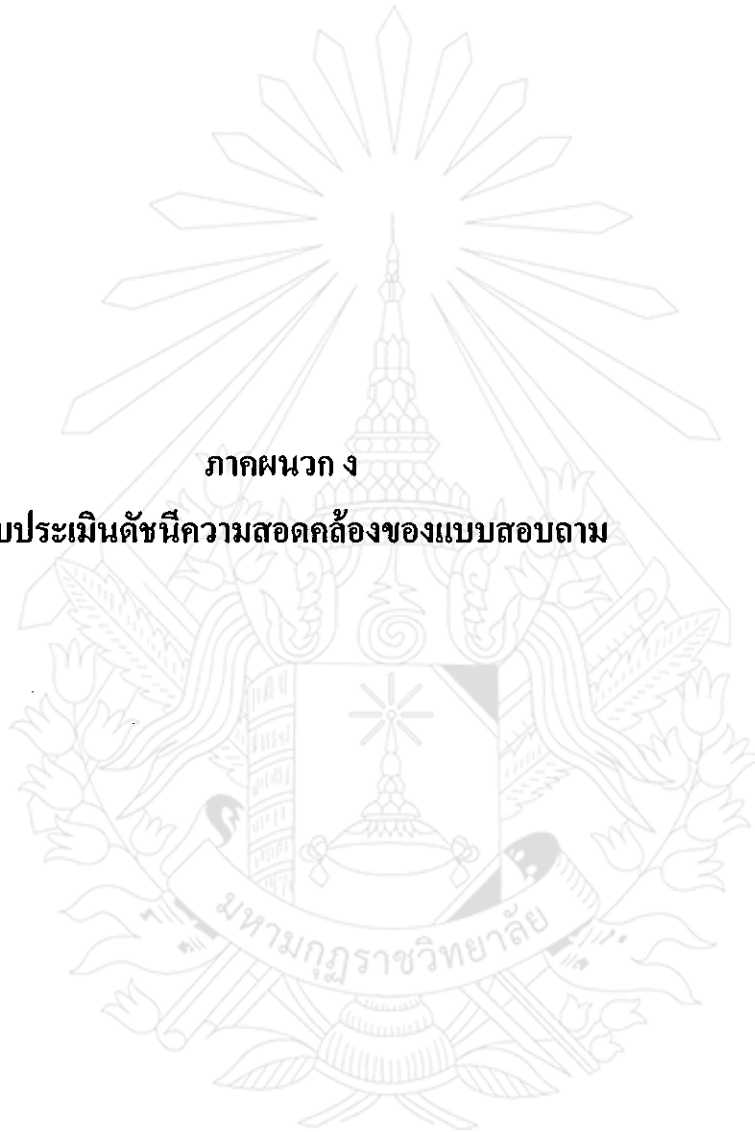 ภาคผนวก ง
บประเมินดัชนีความสอดคล้องของแบบสอบถาม
มหามกุฏราชวิทยาลัย